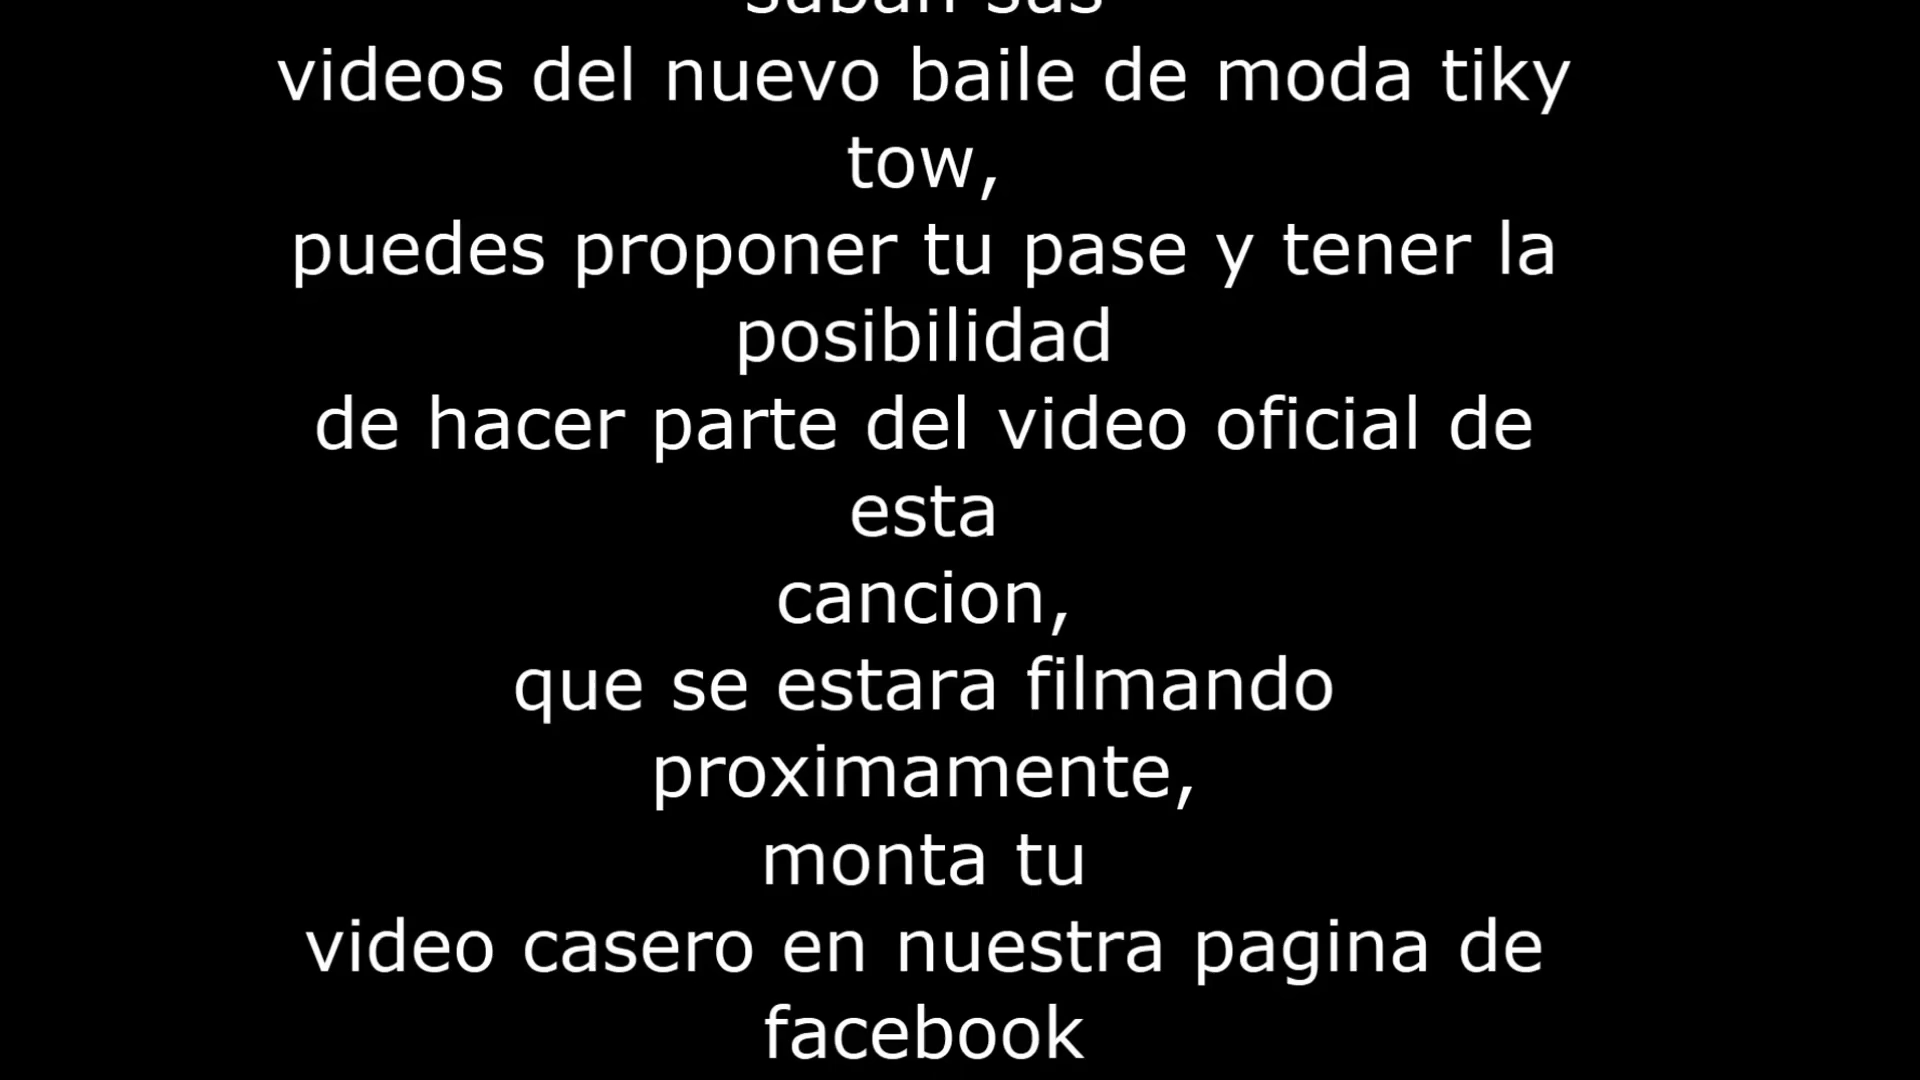 suban sus
videos del nuevo baile de moda tiky
tow,
puedes proponer tu pase y tener la
posibilidad
de hacer parte del video oficial de
esta
cancion,
que se estara filmando
proximamente,
monta tu
video casero en nuestra pagina de
facebook